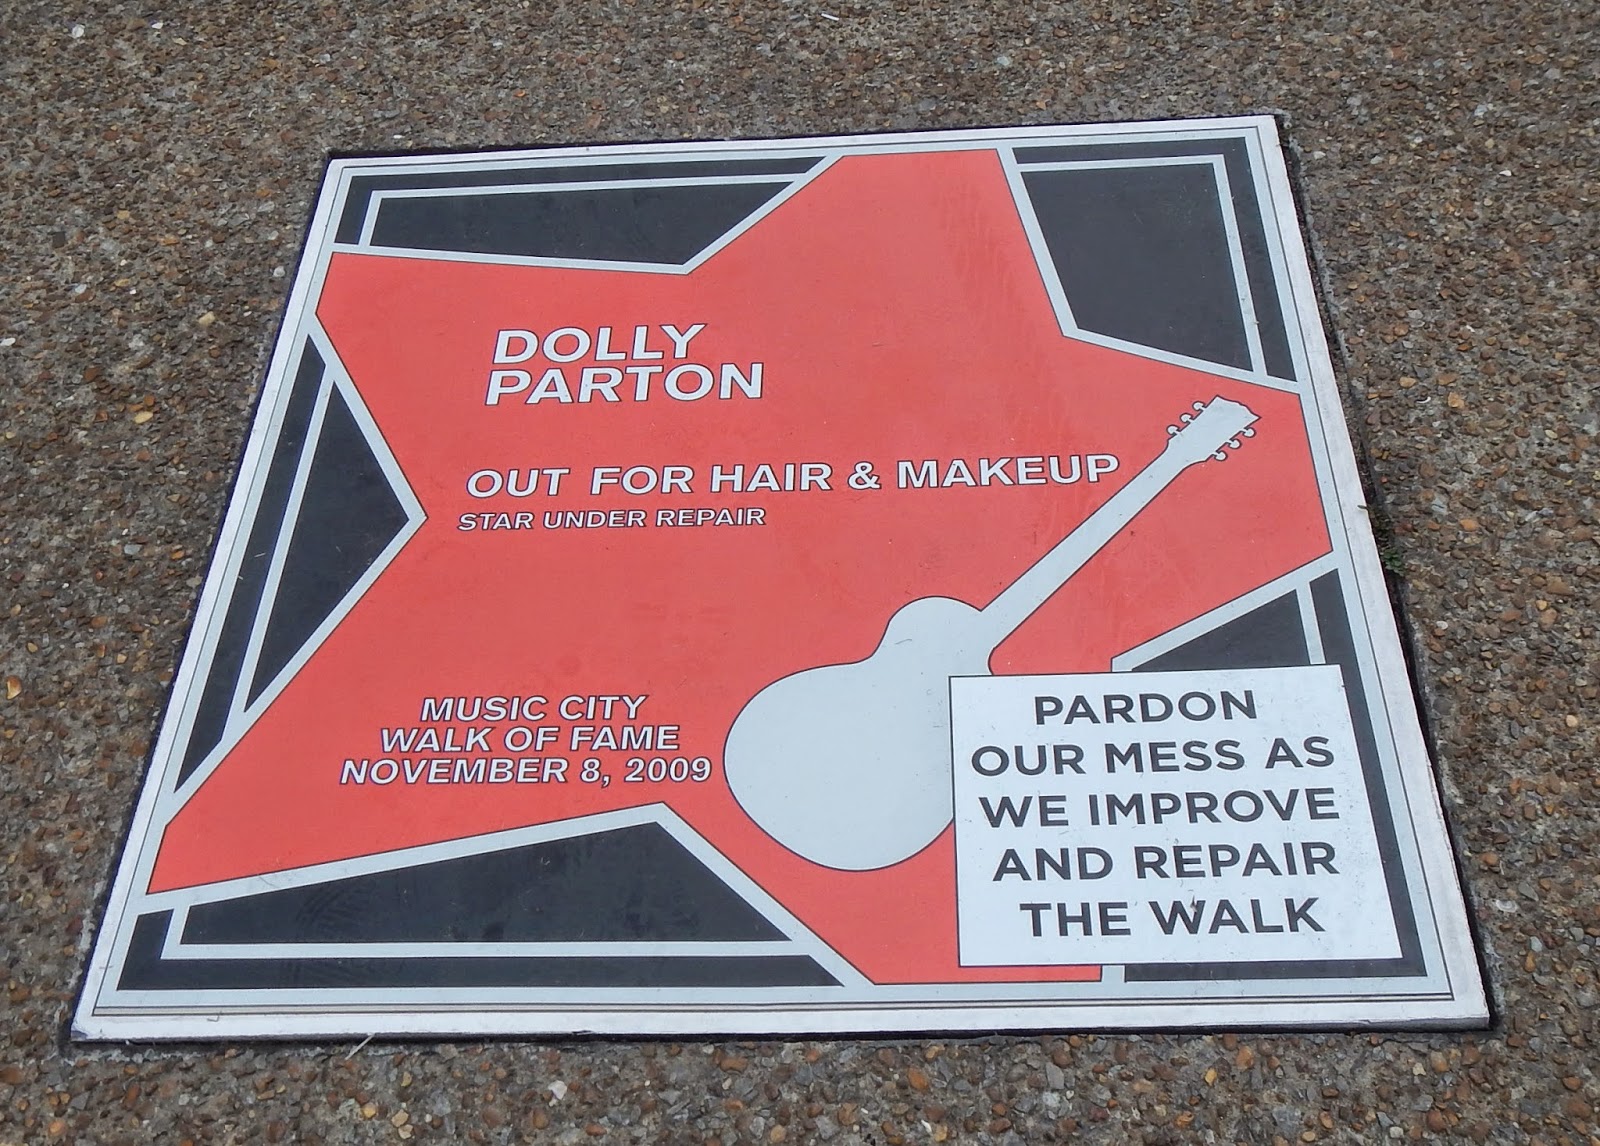 DOLLY
PARTON
OUT FOR HAIR & MAKEUP
STAR UNDER REPAIR
MUSIC CITY
WALK OF FAME
NOVEMBER 8, 2009
PARDON
OUR MESS AS
WE IMPROVE
AND REPAIR
THE WALK